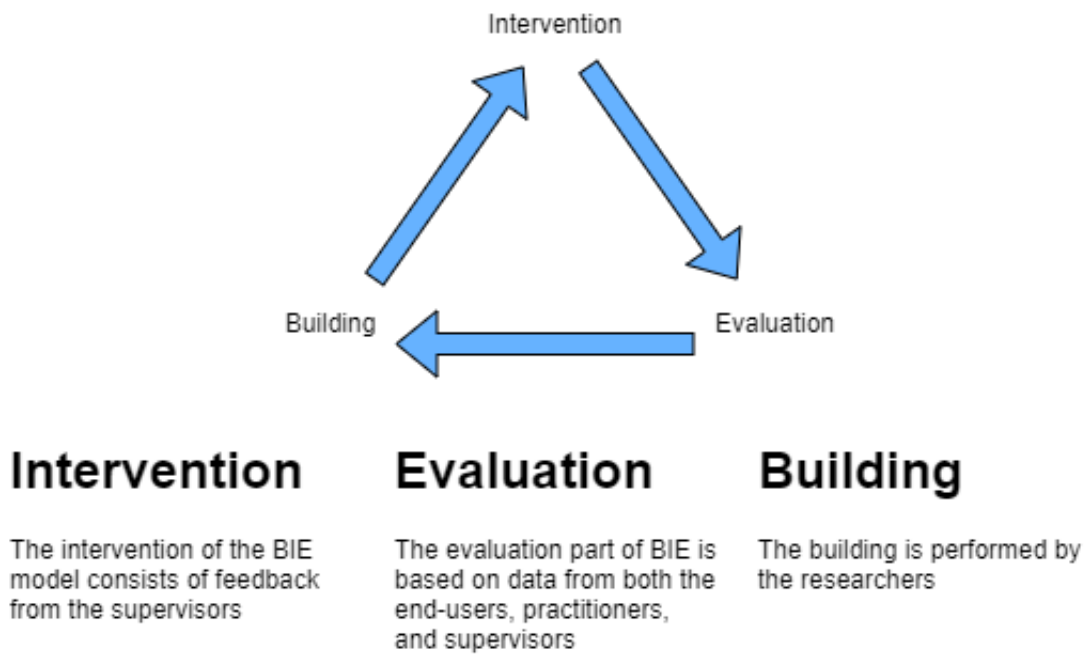 Intervention
Building
Evaluation
Intervention
The intervention of the BIE
model consists of feedback
from the supervisors
Evaluation
The evaluation part of BIE is
based on data from both the
end-users, practitioners,
and supervisors
Building
The building is performed by
the researchers